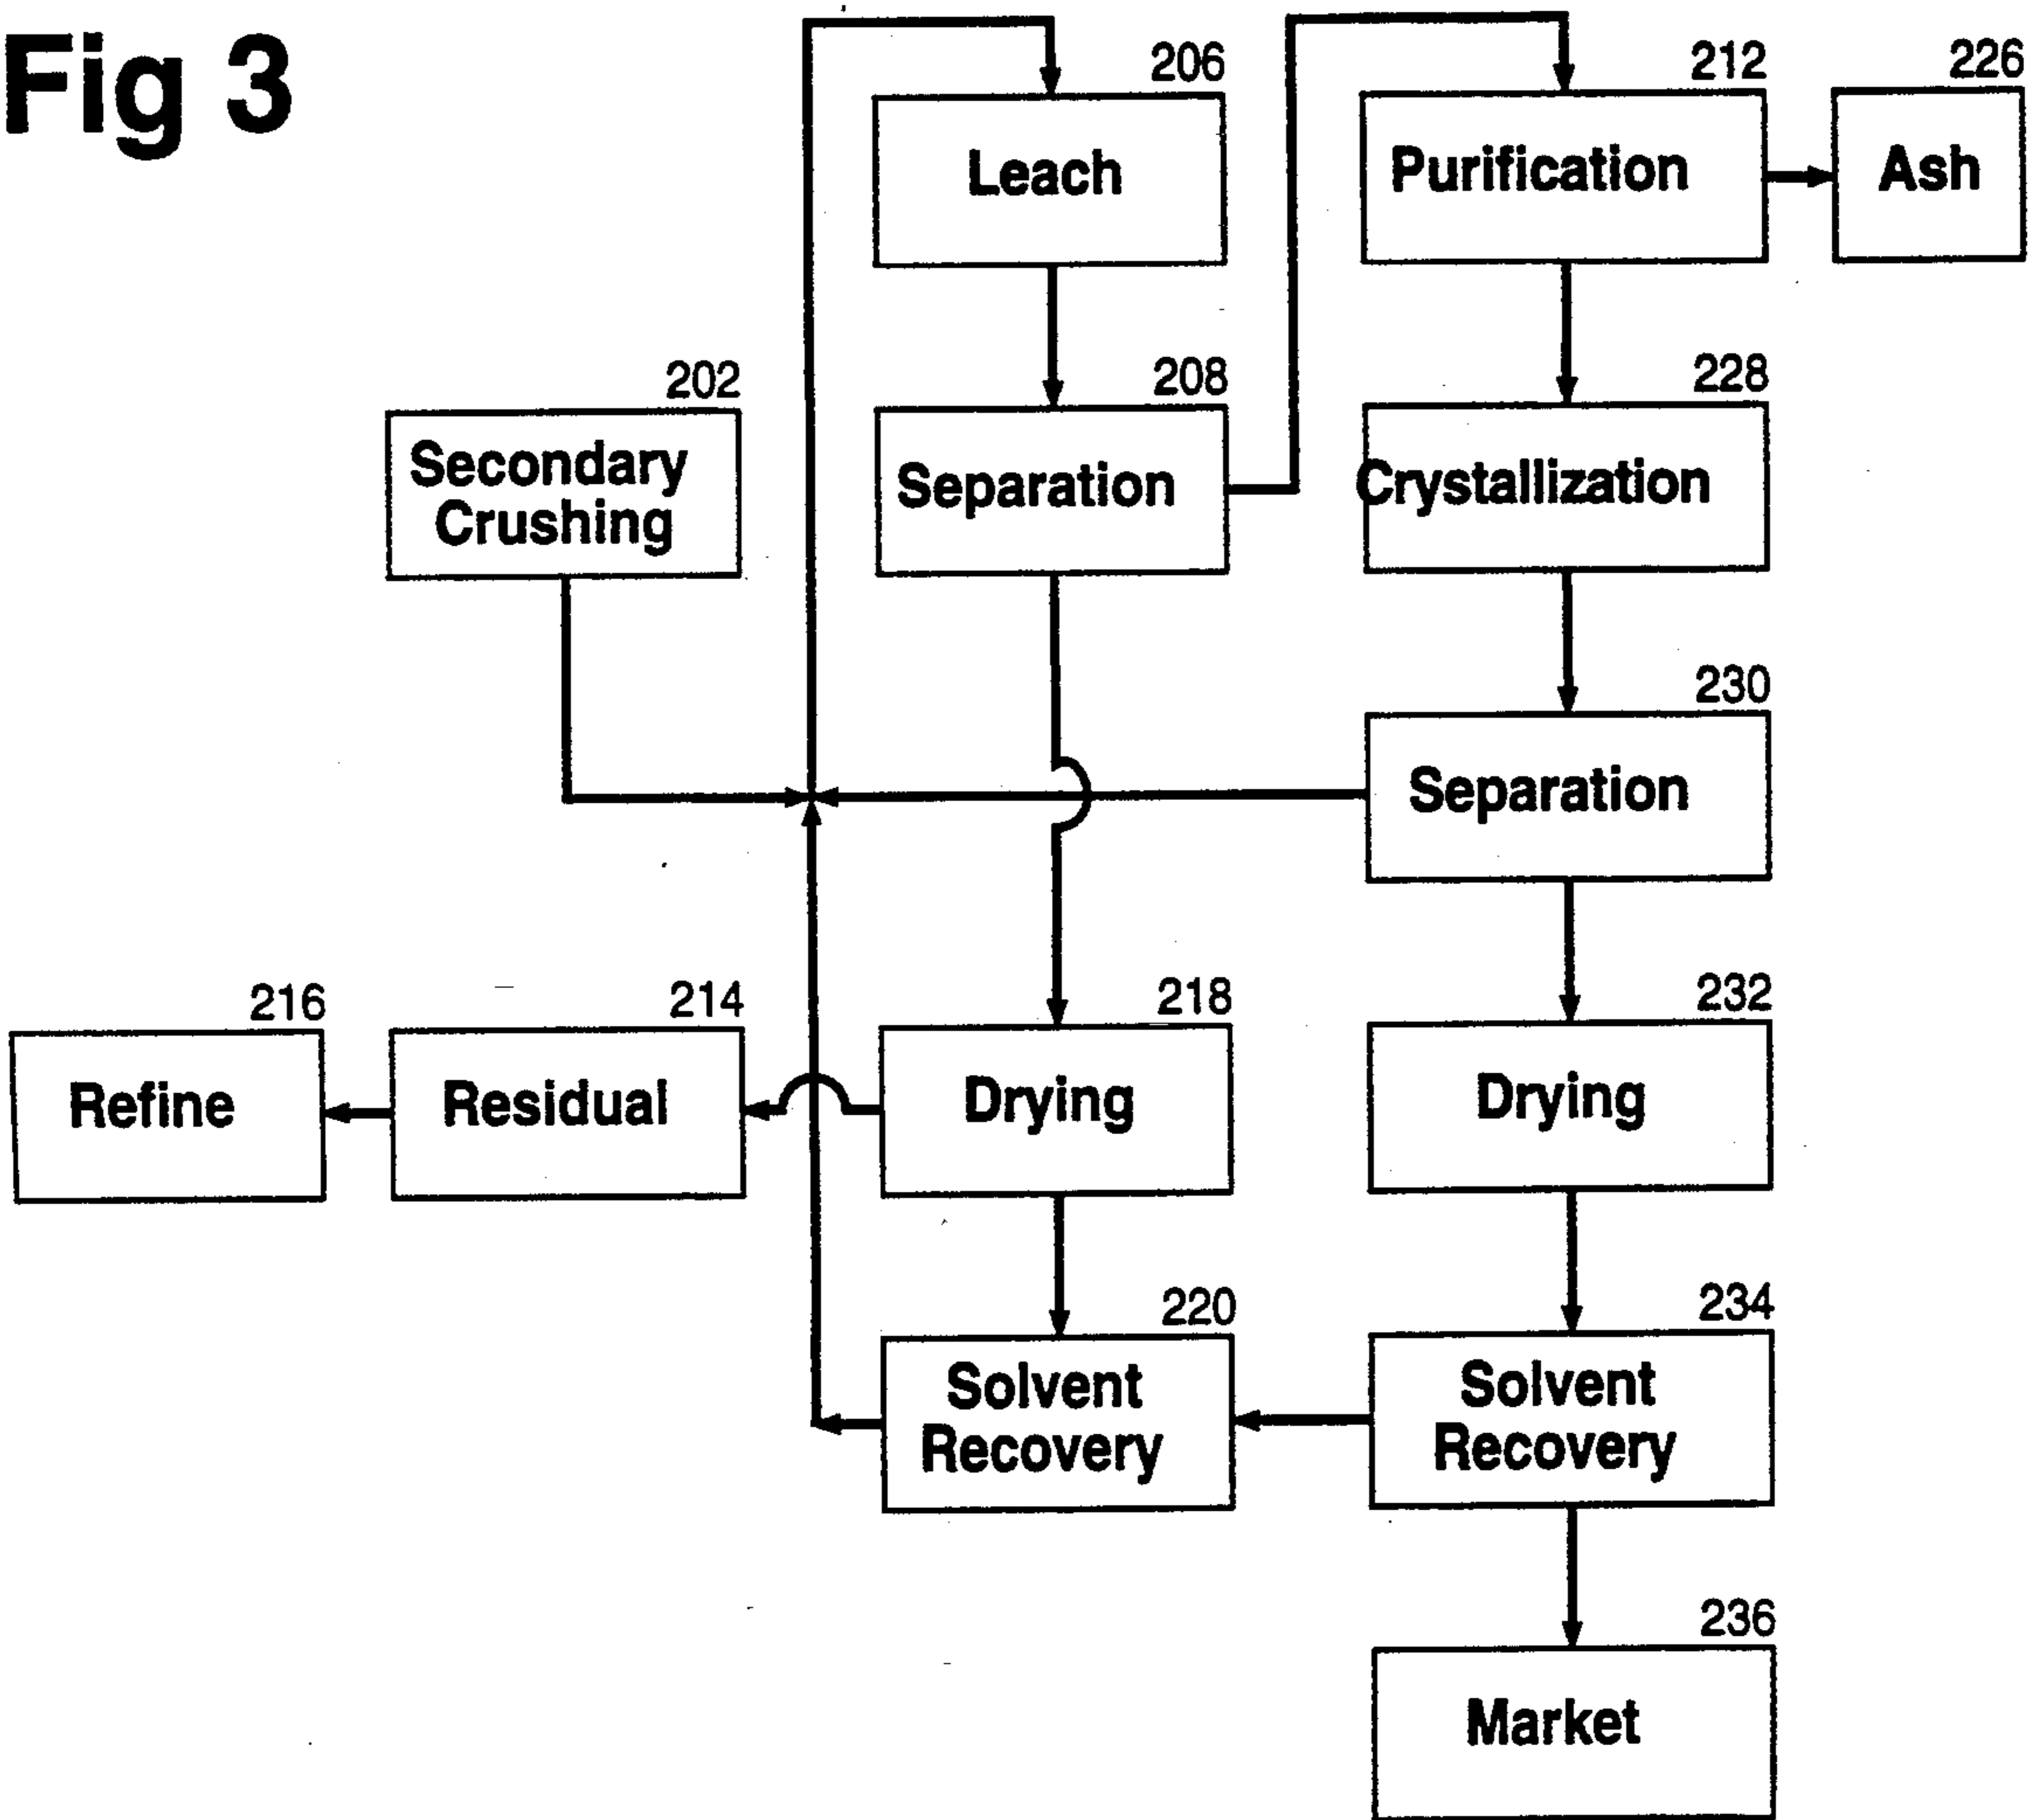 Fig 3
206
Leach
212
Purification
226
Ash
202
Secondary
Crushing
208
Separation
228
Crystallization
230
Separation
216
Refine
214
Residual
218
Drying
232
Drying
220
Solvent
Recovery
234
Solvent
Recovery
236
Market